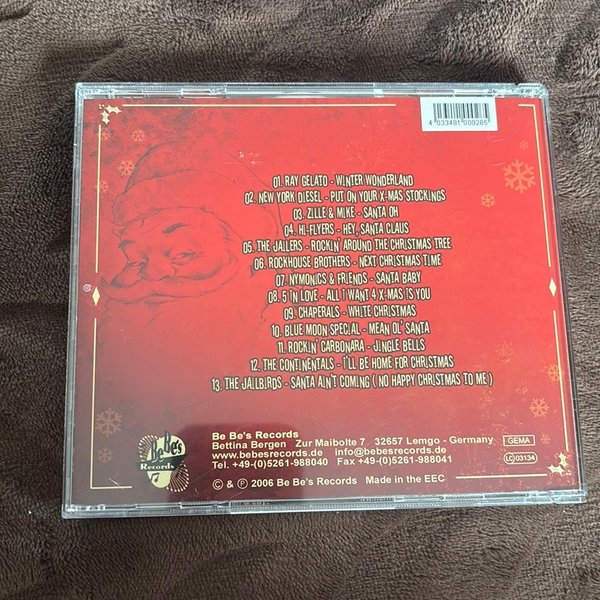 4 033481 000265
01. RAY GELATO - WINTER WONDERLAND
02. NEW YORK DIESEL - PUT ON YOUR X-MAS STOCKINGS
03. ZILLE & MIKE - SANTA OH
04. HI-FLYERS - HEY, SANTA CLAUS
05. THE JAILERS - ROCKIN' AROUND THE CHRISTMAS TREE
06. ROCKHOUSE BROTHERS - NEXT CHRISTMAS TIME
07. NYMONICS & FRIENDS - SANTA BABY
08. 5 IN LOVE - ALL I WANT 4 X-MAS IS YOU
09. CHAPERALS - WHITE CHRISTMAS
10. BLUE MOON SPECIAL - MEAN OL' SANTA
11. ROCKIN' CARBONARA - JINGLE BELLS
12. THE CONTINENTALS - I'LL BE HOME FOR CHRISTMAS
13. THE JAILBIRDS - SANTA AIN'T COMING ( NO HAPPY CHRISTMAS TO ME )
Be Be's Records
Be Be's Records
Bettina Bergen Zur Maibolte 7 32657 Lemgo - Germany GEMA
www.bebesrecords.de info@bebesrecords.de
Tel. +49-(0)5261-988040 Fax +49-(0)5261-988041 LC 03134
© & ℗ 2006 Be Be's Records Made in the EEC